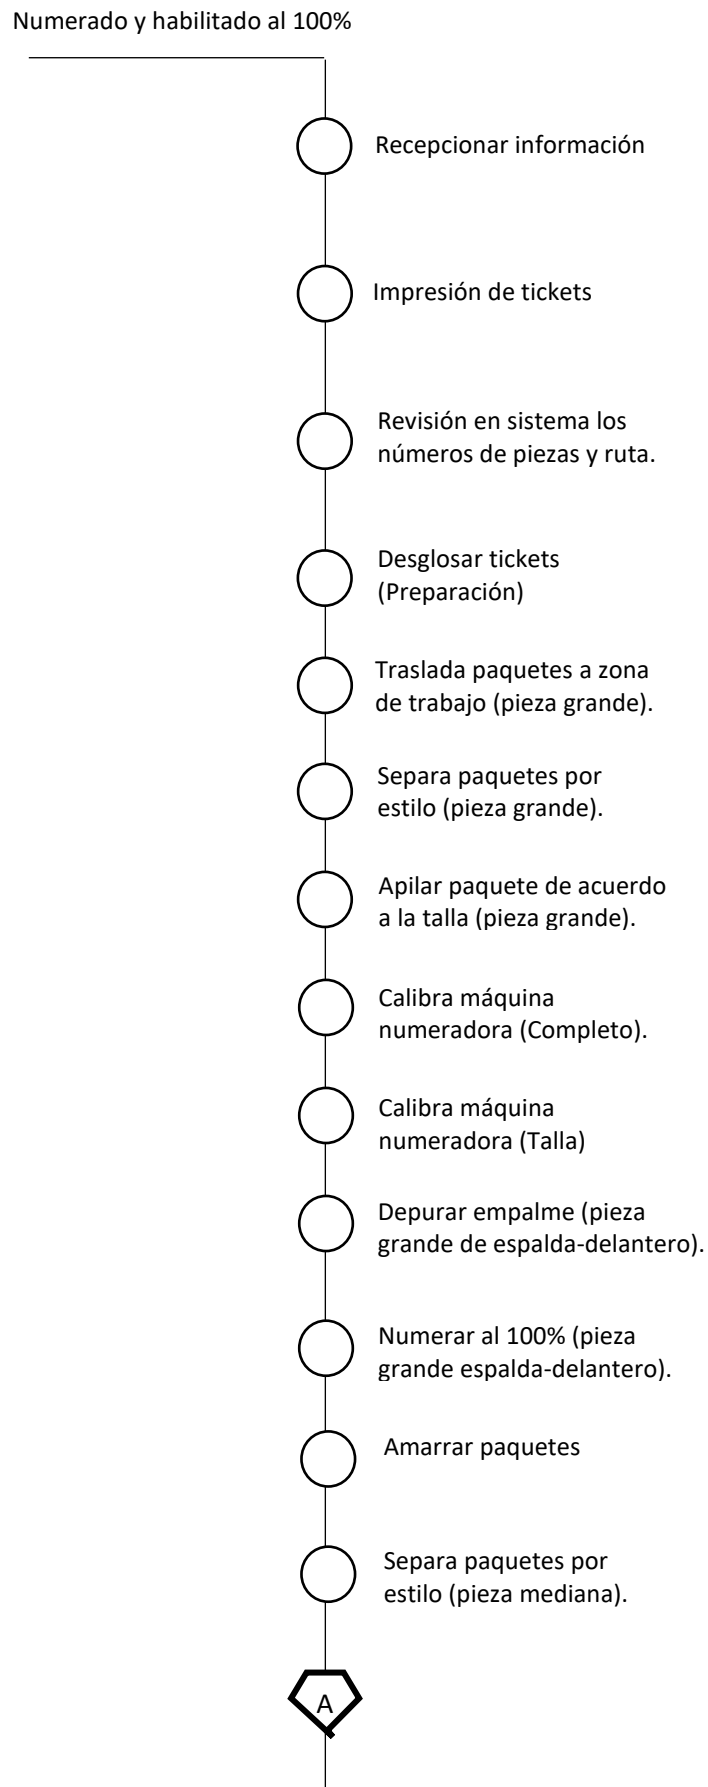 Numerado y habilitado al 100%
Recepcionar información
Impresión de tickets
Revisión en sistema los
números de piezas y ruta.
Desglosar tickets
(Preparación)
Traslada paquetes a zona
de trabajo (pieza grande).
Separa paquetes por
estilo (pieza grande).
Apilar paquete de acuerdo
a la talla (pieza grande).
Calibra máquina
numeradora (Completo).
Calibra máquina
numeradora (Talla)
Depurar empalme (pieza
grande de espalda-delantero).
Numerar al 100% (pieza
grande espalda-delantero).
Amarrar paquetes
Separa paquetes por
estilo (pieza mediana).
A